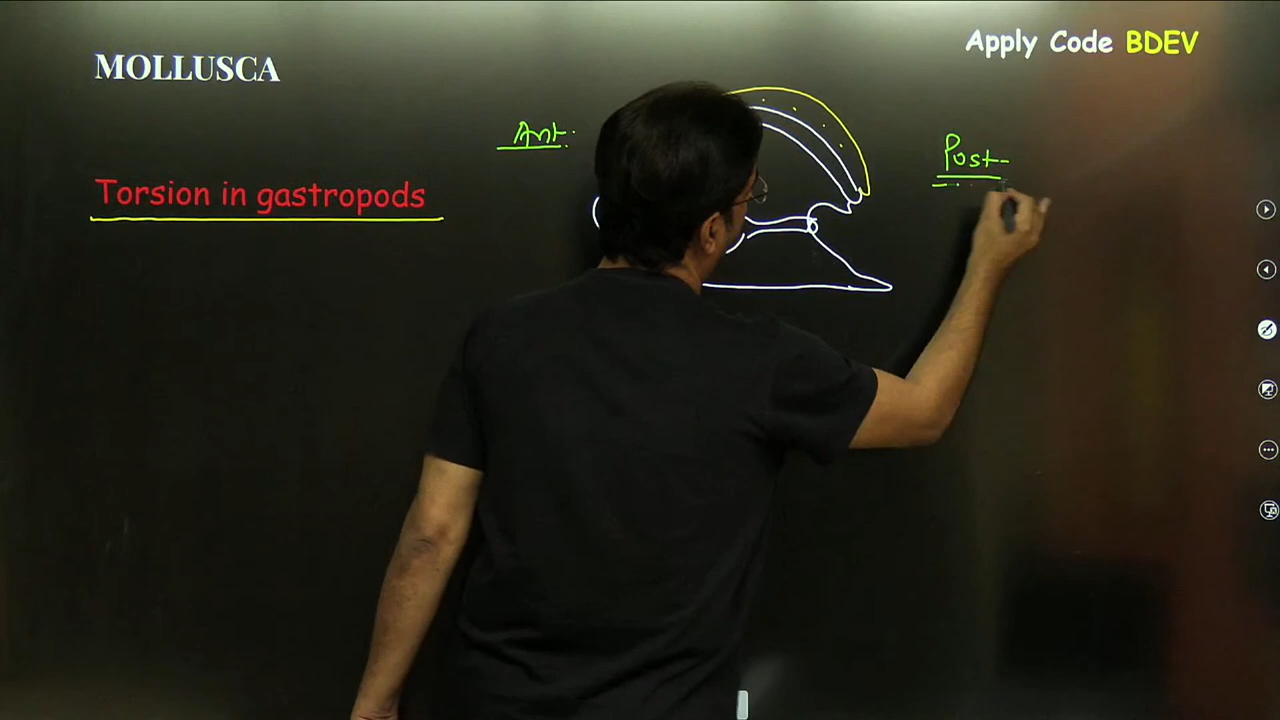 Apply Code BDEV
MOLLUSCA
Ant.
Post-
Torsion in gastropods